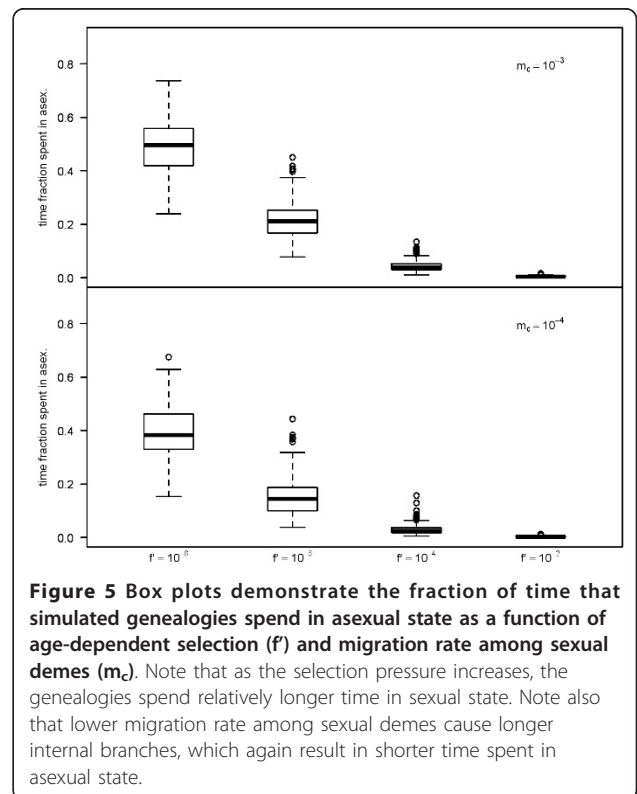 0.8
0.6
0.4
0.2
0.0
time fraction spent in asex.
m_c = 10⁻³
0.8
0.6
0.4
0.2
0.0
time fraction spent in asex.
m_c = 10⁻⁴
f' = f' = f' = 10⁻⁴ f' = 10⁻²
Figure 5 Box plots demonstrate the fraction of time that
simulated genealogies spend in asexual state as a function of
age-dependent selection (f') and migration rate among sexual
demes (m_c). Note that as the selection pressure increases, the
genealogies spend relatively longer time in sexual state. Note also
that lower migration rate among sexual demes cause longer
internal branches, which again result in shorter time spent in
asexual state.